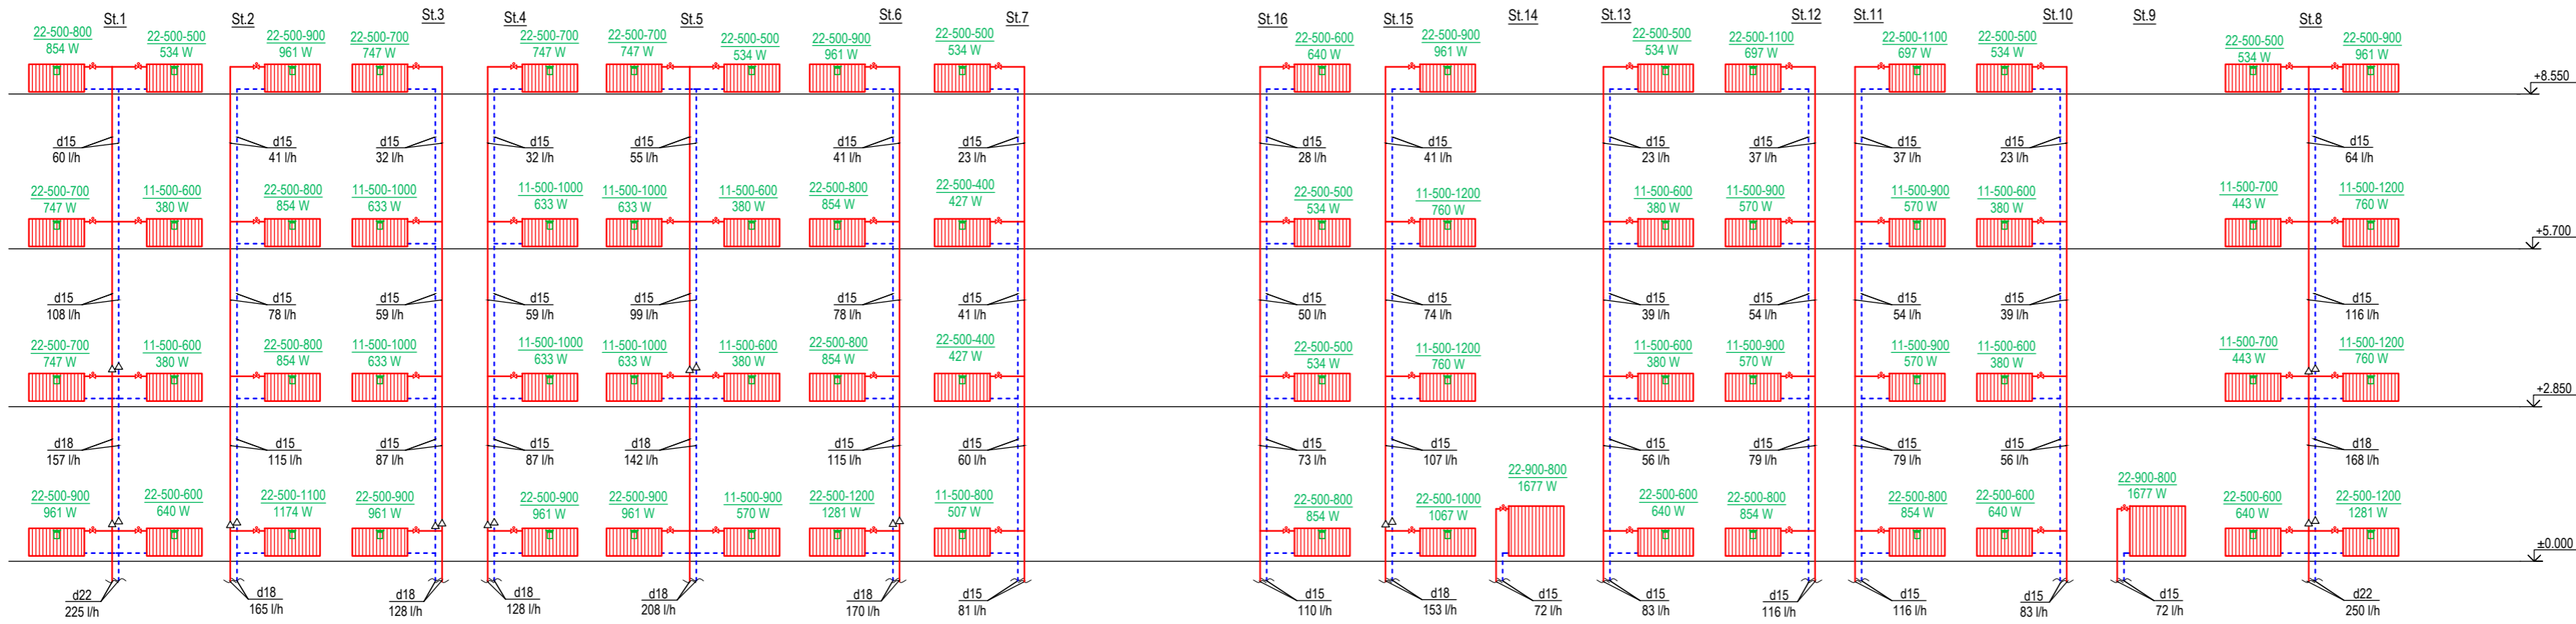 St.1 St.2 St.3 St.4 St.5 St.6 St.7 St.16 St.15 St.14 St.13 St.12 St.11 St.10 St.9 St.8
22-500-800 22-500-500 22-500-900 22-500-700 22-500-700 22-500-700 22-500-500 22-500-900 22-500-500 22-500-600 22-500-900 22-500-500 22-500-1100 22-500-1100 22-500-500 22-500-500 22-500-900
854 W 534 W 961 W 747 W 747 W 747 W 534 W 961 W 534 W 640 W 961 W 534 W 697 W 697 W 534 W 534 W 961 W
+8.550
d15 d15 d15 d15 d15 d15 d15 d15 d15 d15 d15 d15 d15 d15
60 l/h 41 l/h 32 l/h 32 l/h 55 l/h 41 l/h 23 l/h 28 l/h 41 l/h 23 l/h 37 l/h 37 l/h 23 l/h 64 l/h
22-500-700 11-500-600 22-500-800 11-500-1000 11-500-1000 11-500-1000 11-500-600 22-500-800 22-500-400 22-500-500 11-500-1200 11-500-600 11-500-900 11-500-900 11-500-600 11-500-700 11-500-1200
747 W 380 W 854 W 633 W 633 W 633 W 380 W 854 W 427 W 534 W 760 W 380 W 570 W 570 W 380 W 443 W 760 W
+5.700
d15 d15 d15 d15 d15 d15 d15 d15 d15 d15 d15 d15 d15 d15
108 l/h 78 l/h 59 l/h 59 l/h 99 l/h 78 l/h 41 l/h 50 l/h 74 l/h 39 l/h 54 l/h 54 l/h 39 l/h 116 l/h
22-500-700 11-500-600 22-500-800 11-500-1000 11-500-1000 11-500-1000 11-500-600 22-500-800 22-500-400 22-500-500 11-500-1200 11-500-600 11-500-900 11-500-900 11-500-600 11-500-700 11-500-1200
747 W 380 W 854 W 633 W 633 W 633 W 380 W 854 W 427 W 534 W 760 W 380 W 570 W 570 W 380 W 443 W 760 W
+2.850
d18 d15 d15 d15 d18 d15 d15 d15 d15 d15 d15 d15 d15 d18
157 l/h 115 l/h 87 l/h 87 l/h 142 l/h 115 l/h 60 l/h 73 l/h 107 l/h 56 l/h 79 l/h 79 l/h 56 l/h 168 l/h
22-500-900 22-500-600 22-500-1100 22-500-900 22-500-900 22-500-900 11-500-900 22-500-1200 11-500-800 22-500-800 22-500-1000 22-900-800 22-500-600 22-500-800 22-500-800 22-500-600 22-900-800 22-500-600 22-500-1200
961 W 640 W 1174 W 961 W 961 W 961 W 570 W 1281 W 507 W 854 W 1067 W 1677 W 640 W 854 W 854 W 640 W 1677 W 640 W 1281 W
±0.000
d22 d18 d18 d18 d18 d18 d15 d15 d18 d15 d15 d15 d15 d15 d15 d22
225 l/h 165 l/h 128 l/h 128 l/h 208 l/h 170 l/h 81 l/h 110 l/h 153 l/h 72 l/h 83 l/h 116 l/h 116 l/h 83 l/h 72 l/h 250 l/h